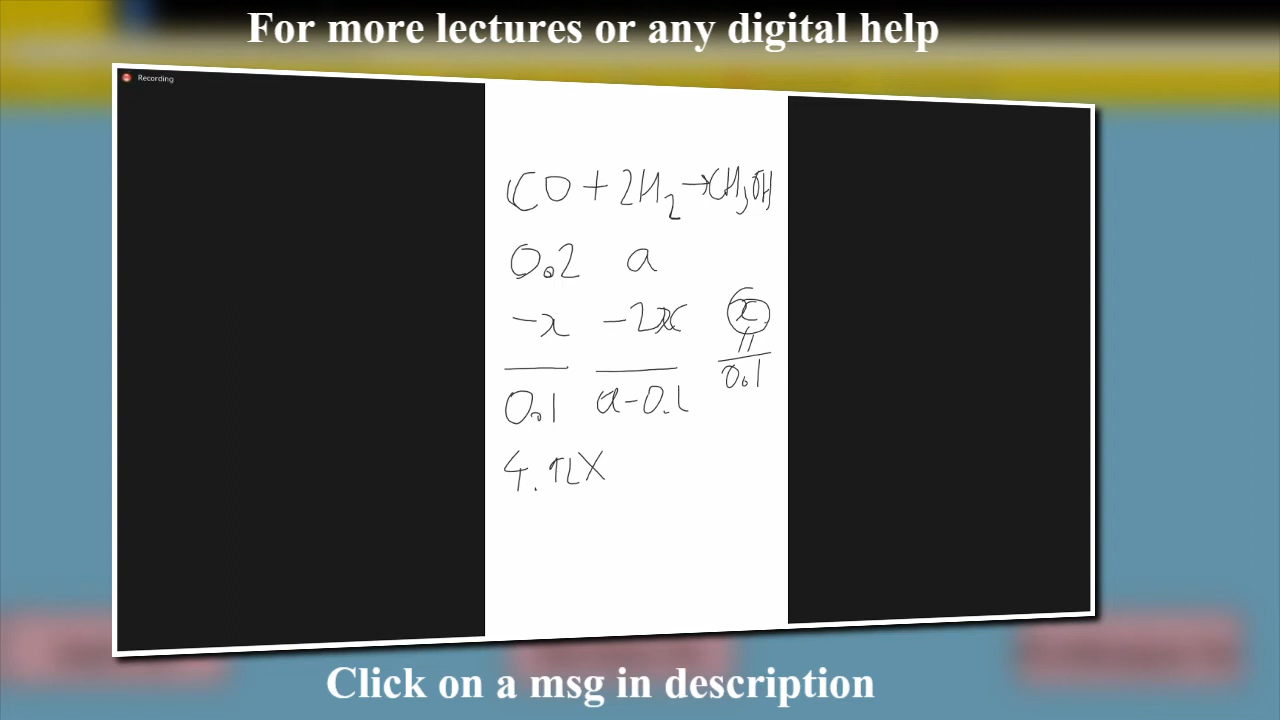 For more lectures or any digital help
Recording
CO + 2H2 → CH3OH
0.2 a
-x -2x x
0.1 a-0.1 0.1
4.92X
Click on a msg in description